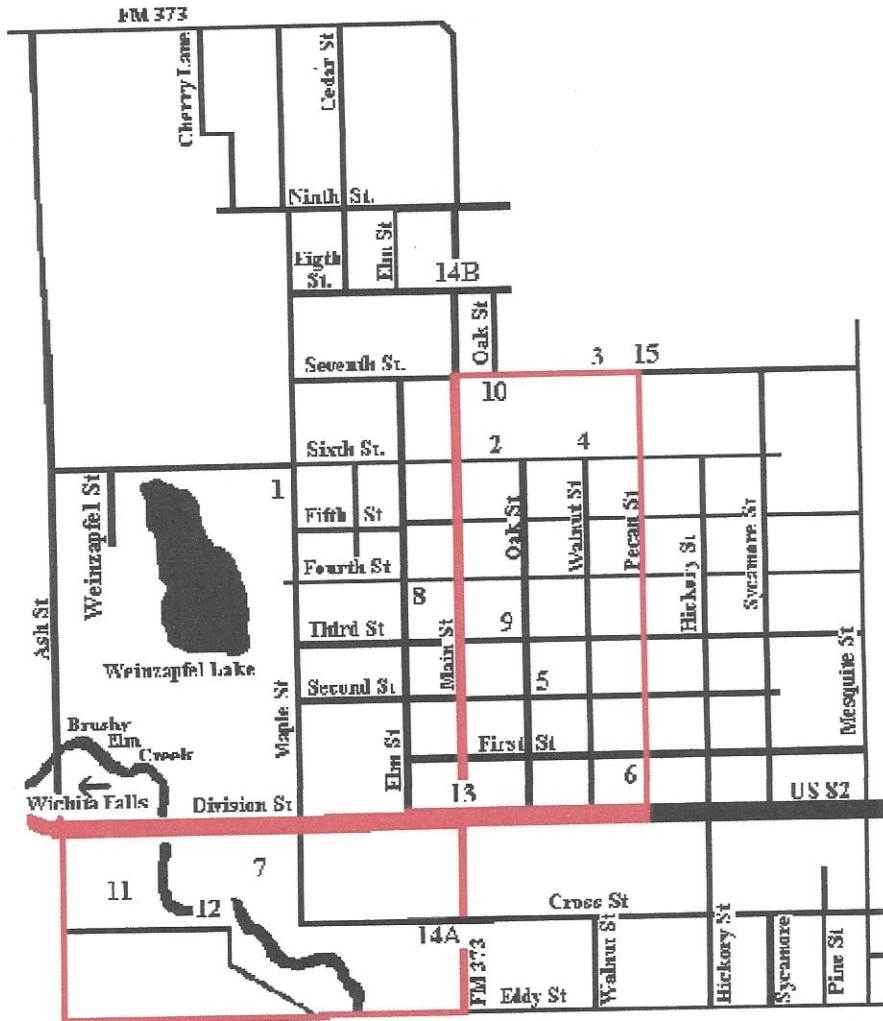 FM 373
Cherry Lane
Cedar St
Ninth St.
Eigth
St.
Elm St
14B
Oak St
Seventh St.
3
15
10
Sixth St.
2
4
1
Weinzapfel St
Fifth St
Oak St
Walnut St
Pecan St
Hickory St
Sycamore St
Fourth St
8
Ash St
Third St
Main St
9
Mesquite St
Weinzapfel Lake
Second St
5
Maple St
Brushy
Elm
Creek
Elm St
First St
6
Wichita Falls
Division St
13
US 82
7
11
12
Cross St
14A
FM 373
Eddy St
Walnut St
Hickory St
Sycamore
Pine St